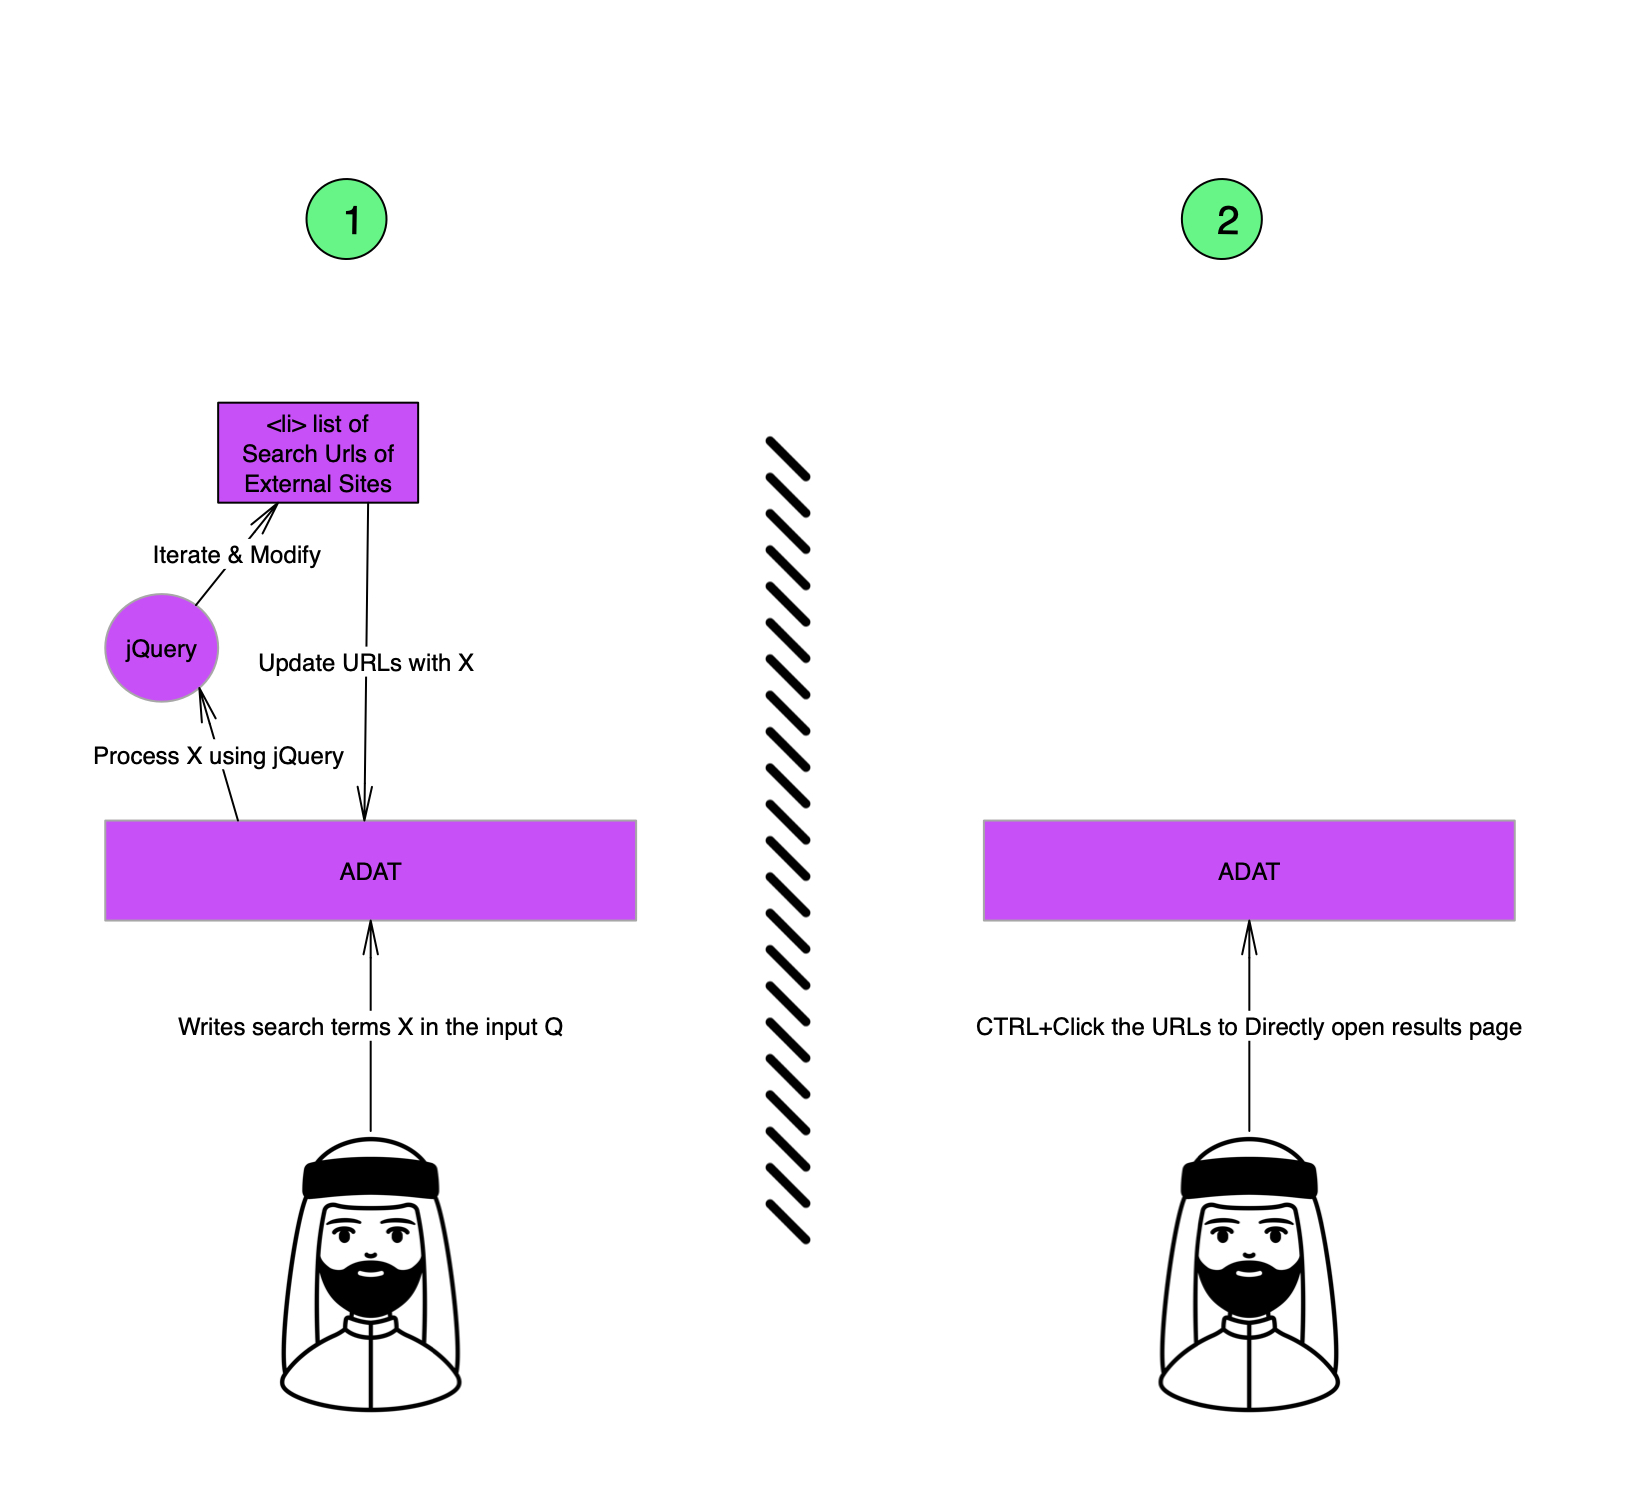 1
2
<li> list of
Search Urls of
External Sites
Iterate & Modify
jQuery
Update URLs with X
Process X using jQuery
ADAT
ADAT
Writes search terms X in the input Q
CTRL+Click the URLs to Directly open results page